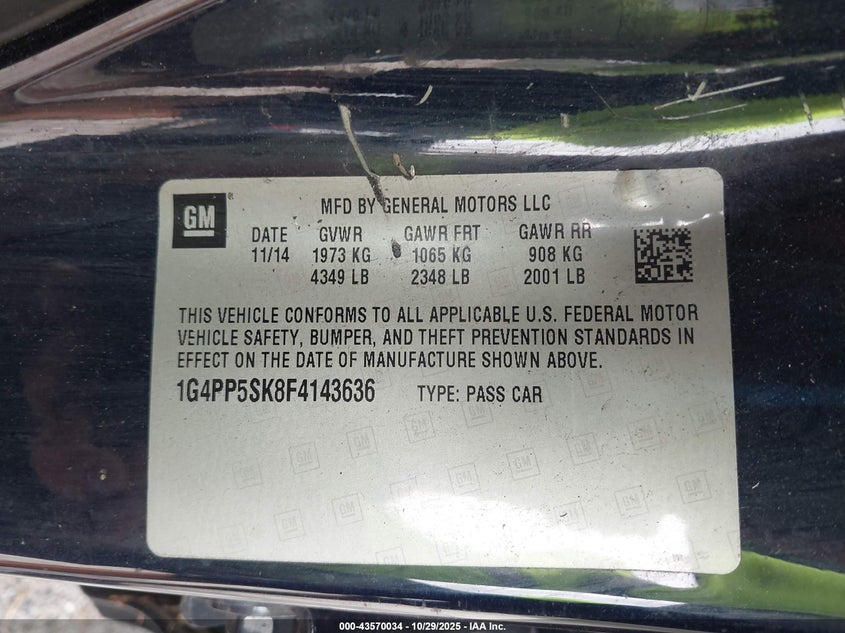 GM
MFD BY GENERAL MOTORS LLC
DATE GVWR GAWR FRT GAWR RR
11/14 1973 KG 1065 KG 908 KG
4349 LB 2348 LB 2001 LB
THIS VEHICLE CONFORMS TO ALL APPLICABLE U.S. FEDERAL MOTOR
VEHICLE SAFETY, BUMPER, AND THEFT PREVENTION STANDARDS IN
EFFECT ON THE DATE OF MANUFACTURE SHOWN ABOVE.
1G4PP5SK8F4143636 TYPE: PASS CAR
000-43570034 - 10/29/2025 - IAA Inc.